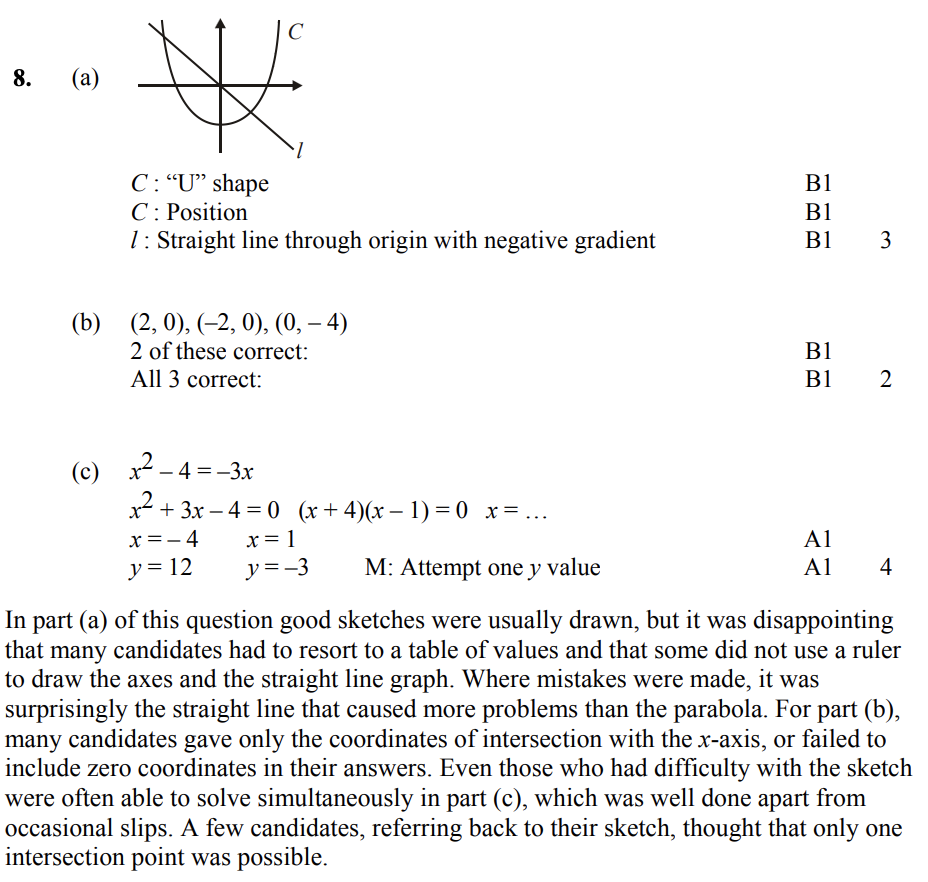 C
8. (a)
l
C : “U” shape B1
C : Position B1
l : Straight line through origin with negative gradient B1 3
(b) (2, 0), (–2, 0), (0, – 4)
2 of these correct: B1
All 3 correct: B1 2
(c) x² – 4 = –3x
x² + 3x – 4 = 0 (x + 4)(x – 1) = 0 x = …
x = – 4 x = 1 A1
y = 12 y = –3 M: Attempt one y value A1 4
In part (a) of this question good sketches were usually drawn, but it was disappointing
that many candidates had to resort to a table of values and that some did not use a ruler
to draw the axes and the straight line graph. Where mistakes were made, it was
surprisingly the straight line that caused more problems than the parabola. For part (b),
many candidates gave only the coordinates of intersection with the x-axis, or failed to
include zero coordinates in their answers. Even those who had difficulty with the sketch
were often able to solve simultaneously in part (c), which was well done apart from
occasional slips. A few candidates, referring back to their sketch, thought that only one
intersection point was possible.